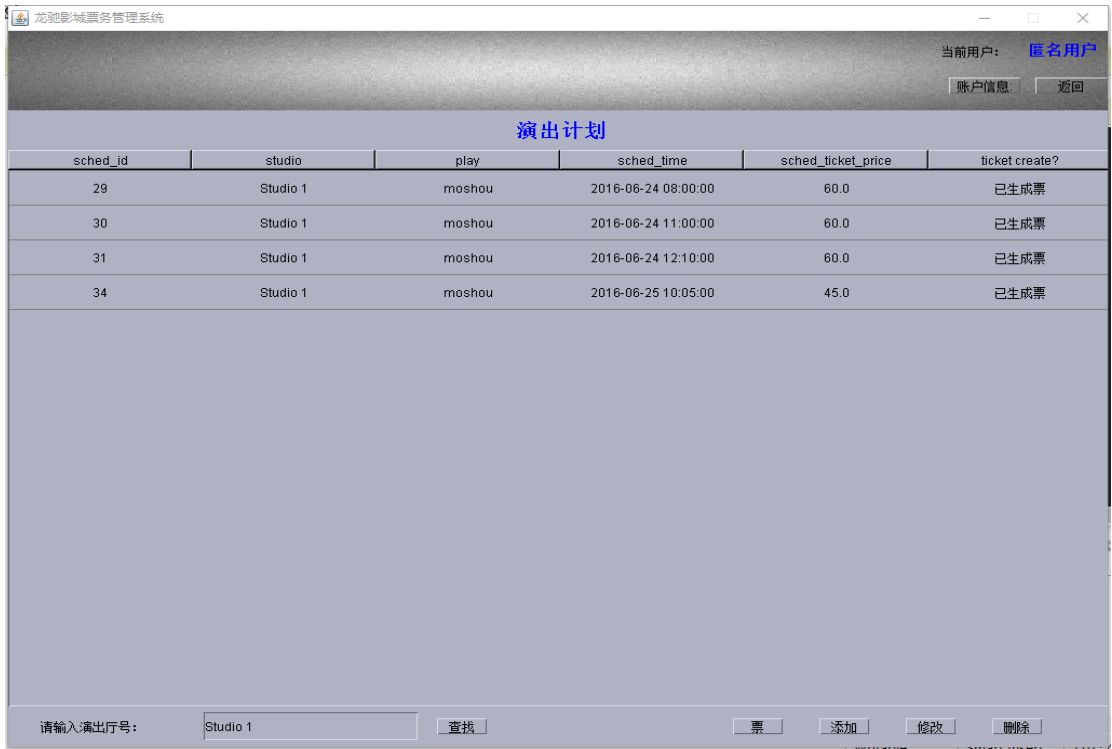 龙驰影城票务管理系统
当前用户： 匿名用户
账户信息: 返回
演出计划
sched_id studio play sched_time sched_ticket_price ticket create?
29 Studio 1 moshou 2016-06-24 08:00:00 60.0 已生成票
30 Studio 1 moshou 2016-06-24 11:00:00 60.0 已生成票
31 Studio 1 moshou 2016-06-24 12:10:00 60.0 已生成票
34 Studio 1 moshou 2016-06-25 10:05:00 45.0 已生成票
请输入演出厅号： Studio 1 查找 票 添加 修改 删除